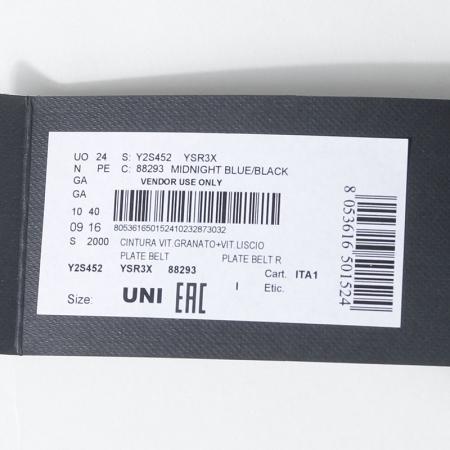 UO 24 S: Y2S452 YSR3X
N PE C: 88293 MIDNIGHT BLUE/BLACK
GA VENDOR USE ONLY
GA
10 40
09 16 805361650152410232873032
S 2000 CINTURA VIT.GRANATO+VIT.LISCIO
PLATE BELT PLATE BELT R
Y2S452 YSR3X 88293 Cart. ITA1
I Etic.
Size: UNI EAC
8 053616 501524